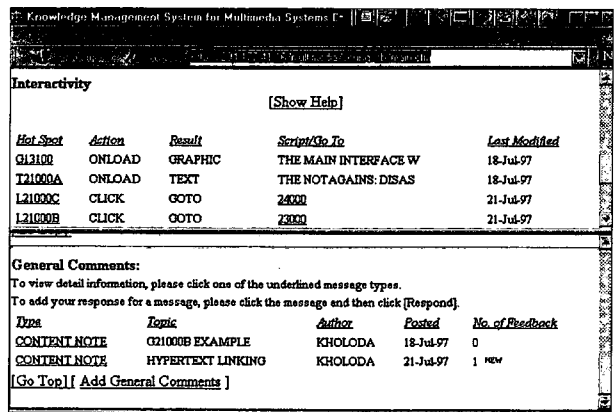 Knowledge Management System for Multimedia Systems
Interactivity
[Show Help]
Hot Spot Action Result Script/Go To Last Modified
G13100 ONLOAD GRAPHIC THE MAIN INTERFACE W 18-Jul-97
T21000A ONLOAD TEXT THE NOTAGAINS: DISAS 18-Jul-97
L21000C CLICK GOTO 24000 21-Jul-97
L21000B CLICK GOTO 23000 21-Jul-97
General Comments:
To view detail information, please click one of the underlined message types.
To add your response for a message, please click the message and then click [Respond].
Type Topic Author Posted No. of Feedback
CONTENT NOTE G21000B EXAMPLE KHOLODA 18-Jul-97 0
CONTENT NOTE HYPERTEXT LINKING KHOLODA 21-Jul-97 1 NEW
[Go Top] [ Add General Comments ]